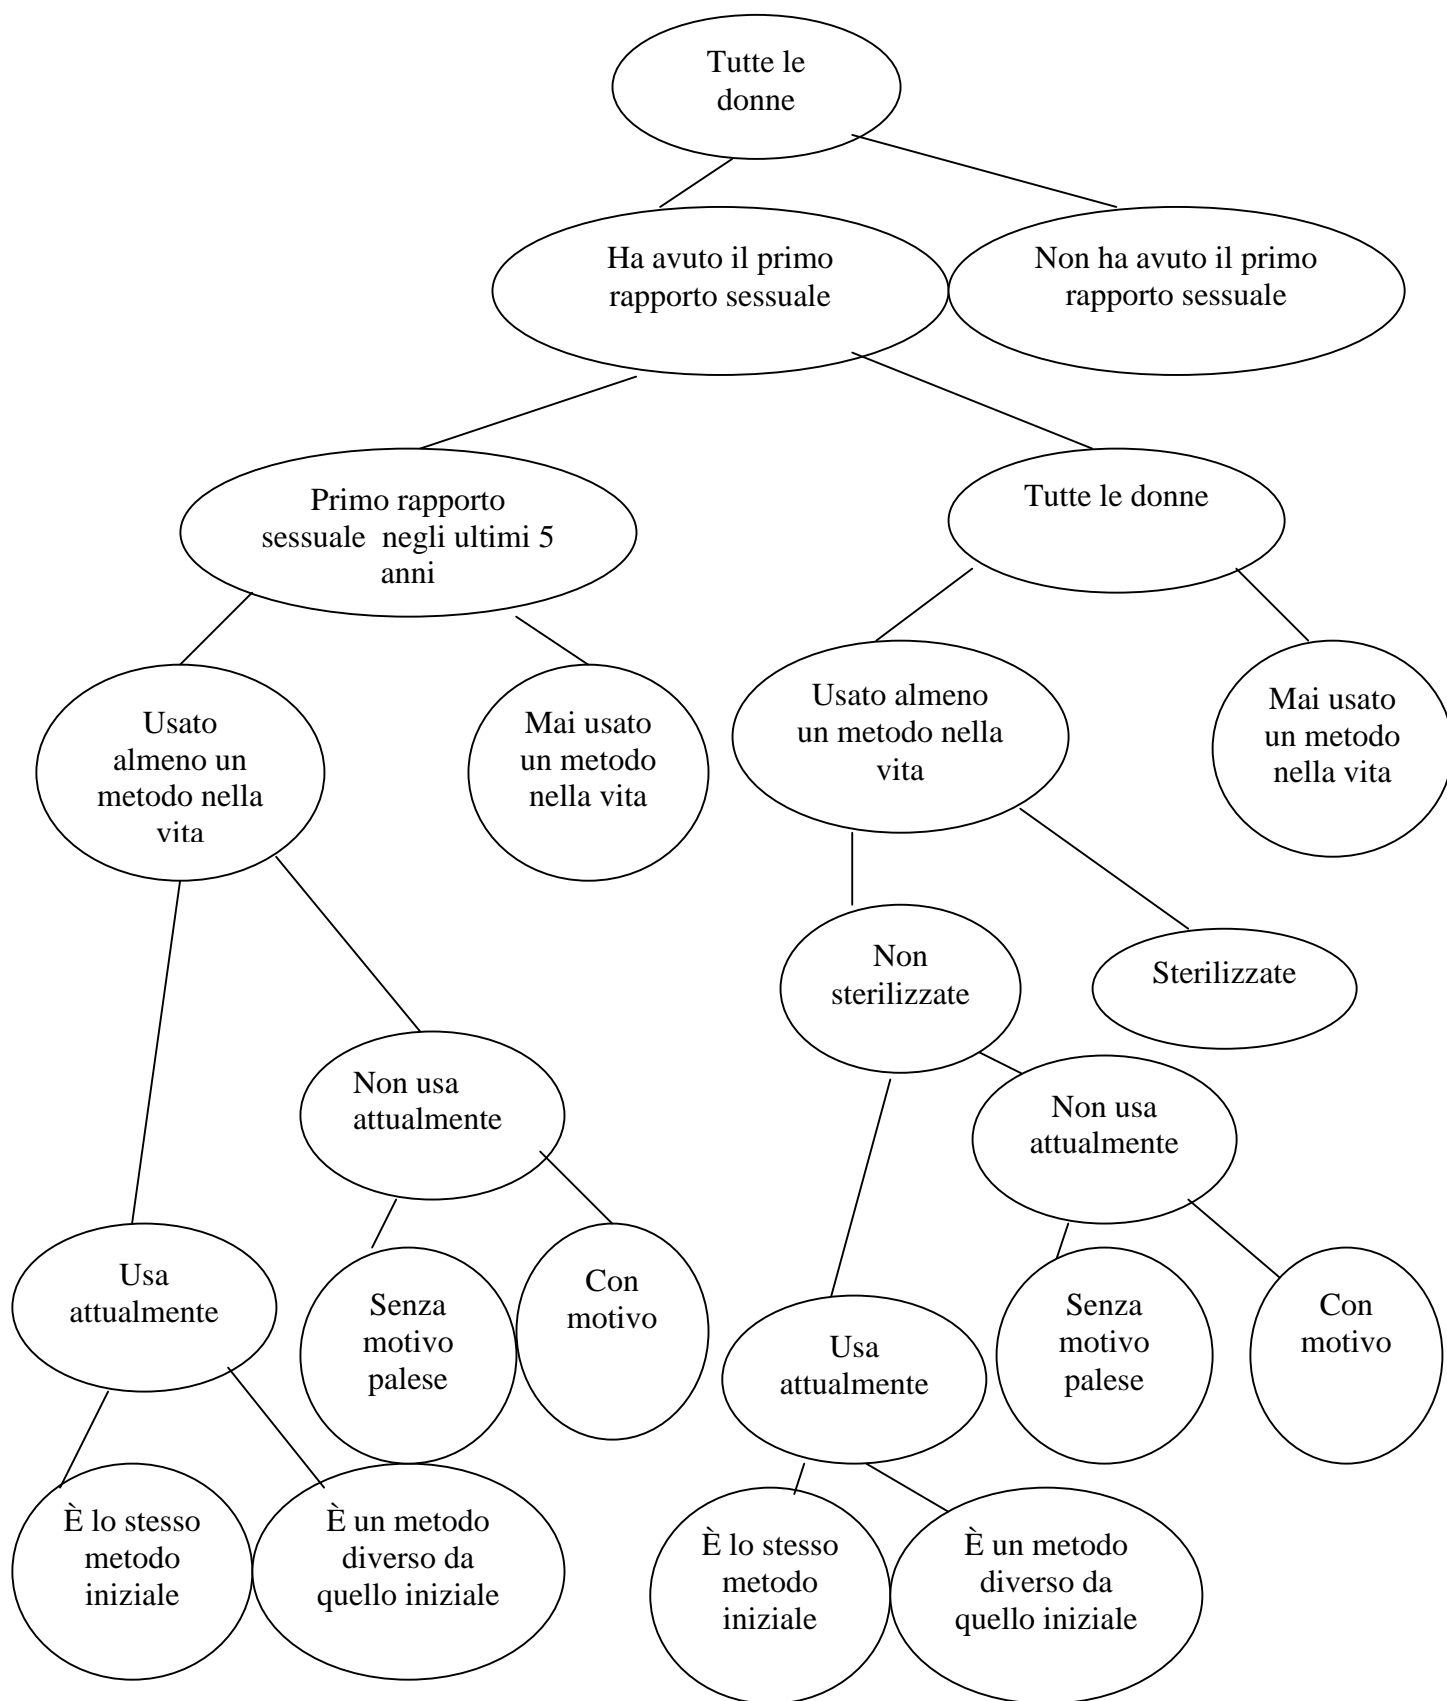 Tutte le
donne
Ha avuto il primo
rapporto sessuale
Non ha avuto il primo
rapporto sessuale
Primo rapporto
sessuale  negli ultimi 5
anni
Tutte le donne
Usato
almeno un
metodo nella
vita
Mai usato
un metodo
nella vita
Usato almeno
un metodo nella
vita
Mai usato
un metodo
nella vita
Non
sterilizzate
Sterilizzate
Non usa
attualmente
Non usa
attualmente
Usa
attualmente
Senza
motivo
palese
Con
motivo
Usa
attualmente
Senza
motivo
palese
Con
motivo
È lo stesso
metodo
iniziale
È un metodo
diverso da
quello iniziale
È lo stesso
metodo
iniziale
È un metodo
diverso da
quello iniziale